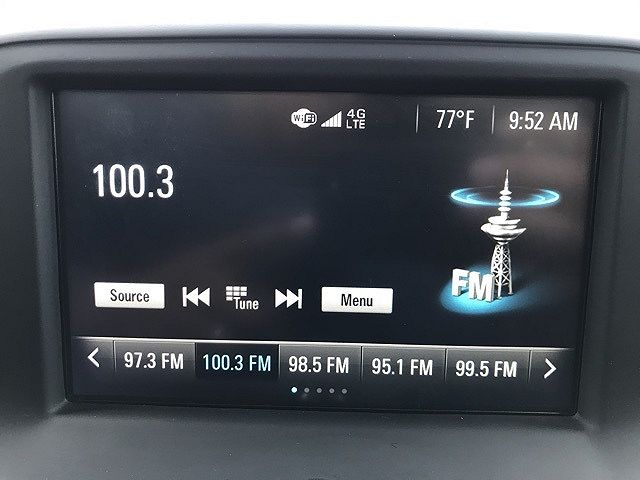 WiFi 4G LTE 77°F 9:52 AM
100.3
FM
Source Tune Menu
97.3 FM 100.3 FM 98.5 FM 95.1 FM 99.5 FM